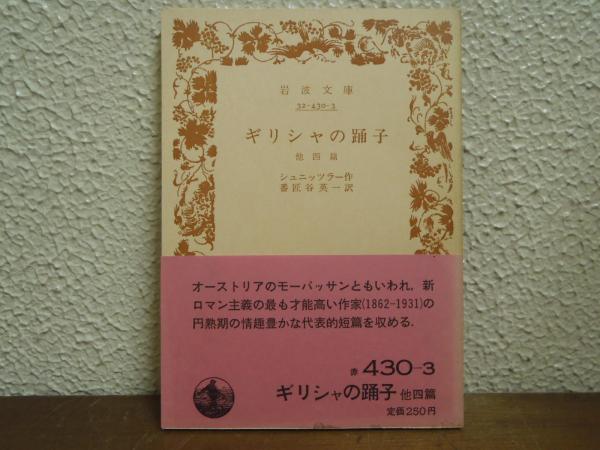 岩波文庫
32-430-3
ギリシャの踊子
他四篇
シュニッツラー作
番匠谷英一訳
オーストリアのモーパッサンともいわれ，新
ロマン主義の最も才能高い作家(1862-1931)の
円熟期の情趣豊かな代表的短篇を収める．
赤 430-3
ギリシャの踊子 他四篇
定価250円